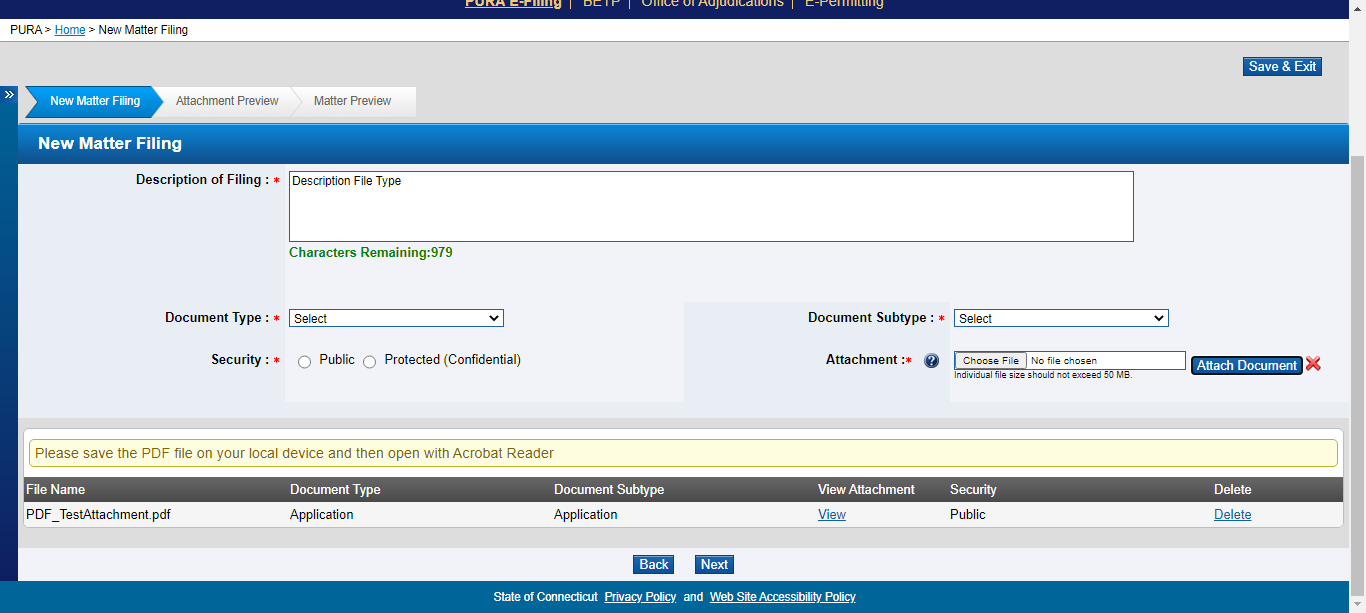 PURA E-Filing | BETP | Office of Adjudications | E-Permitting
PURA > Home > New Matter Filing
Save & Exit
»
New Matter Filing Attachment Preview Matter Preview
New Matter Filing
Description of Filing : * Description File Type
Characters Remaining:979
Document Type : * Select Document Subtype : * Select
Security : * Public Protected (Confidential) Attachment :* ? Choose File No file chosen Attach Document
Individual file size should not exceed 50 MB.
Please save the PDF file on your local device and then open with Acrobat Reader
File Name Document Type Document Subtype View Attachment Security Delete
PDF_TestAttachment.pdf Application Application View Public Delete
Back Next
State of Connecticut Privacy Policy and Web Site Accessibility Policy